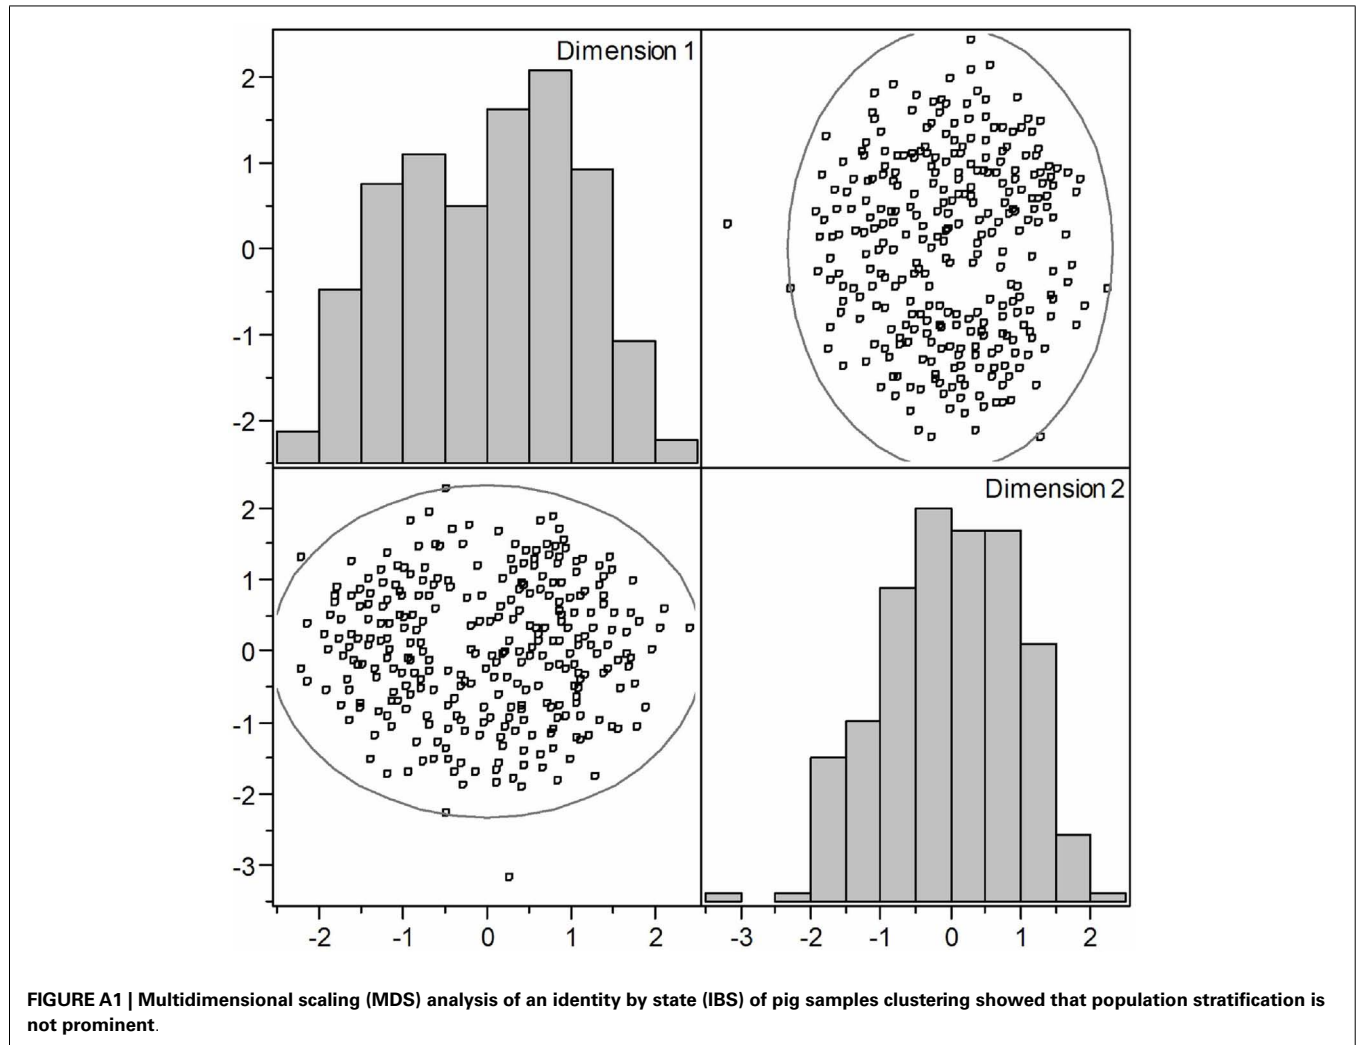 Dimension 1
2
1
0
-1
-2
Dimension 2
2
1
0
-1
-2
-3
-2 -1 0 1 2 -3 -2 -1 0 1 2
FIGURE A1 | Multidimensional scaling (MDS) analysis of an identity by state (IBS) of pig samples clustering showed that population stratification is
not prominent.